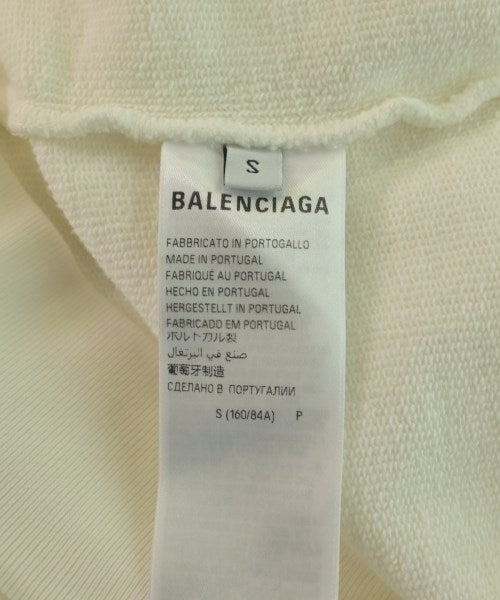 S
BALENCIAGA
FABBRICATO IN PORTOGALLO
MADE IN PORTUGAL
FABRIQUÉ AU PORTUGAL
HECHO EN PORTUGAL
HERGESTELLT IN PORTUGAL
FABRICADO EM PORTUGAL
ポルトガル製
صنع في البرتغال
葡萄牙制造
СДЕЛАНО В ПОРТУГАЛИИ
S (160/84A) P